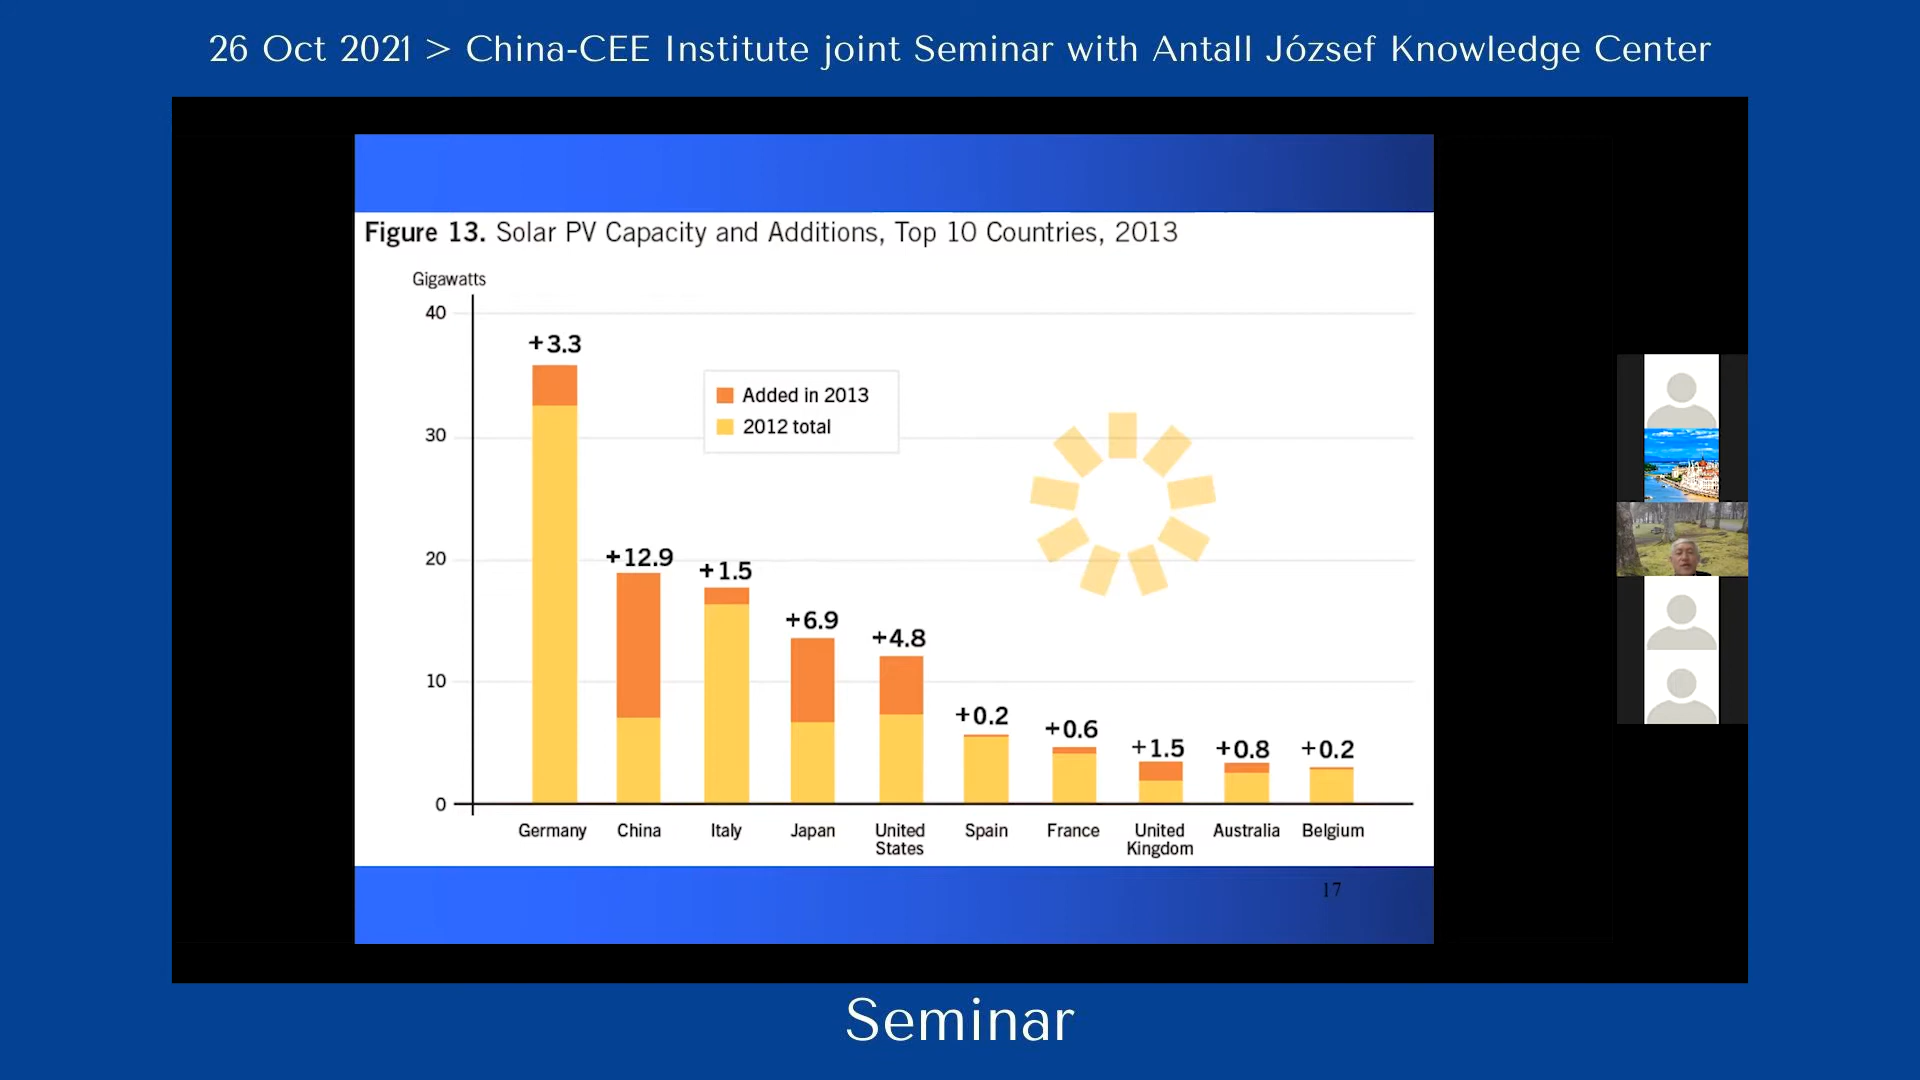 26 Oct 2021 > China-CEE Institute joint Seminar with Antall József Knowledge Center
Figure 13. Solar PV Capacity and Additions, Top 10 Countries, 2013
Gigawatts
40
30
20
10
0
+3.3
+12.9
+1.5
+6.9
+4.8
+0.2
+0.6
+1.5
+0.8
+0.2
Added in 2013
2012 total
Germany
China
Italy
Japan
United
States
Spain
France
United
Kingdom
Australia
Belgium
17
Seminar